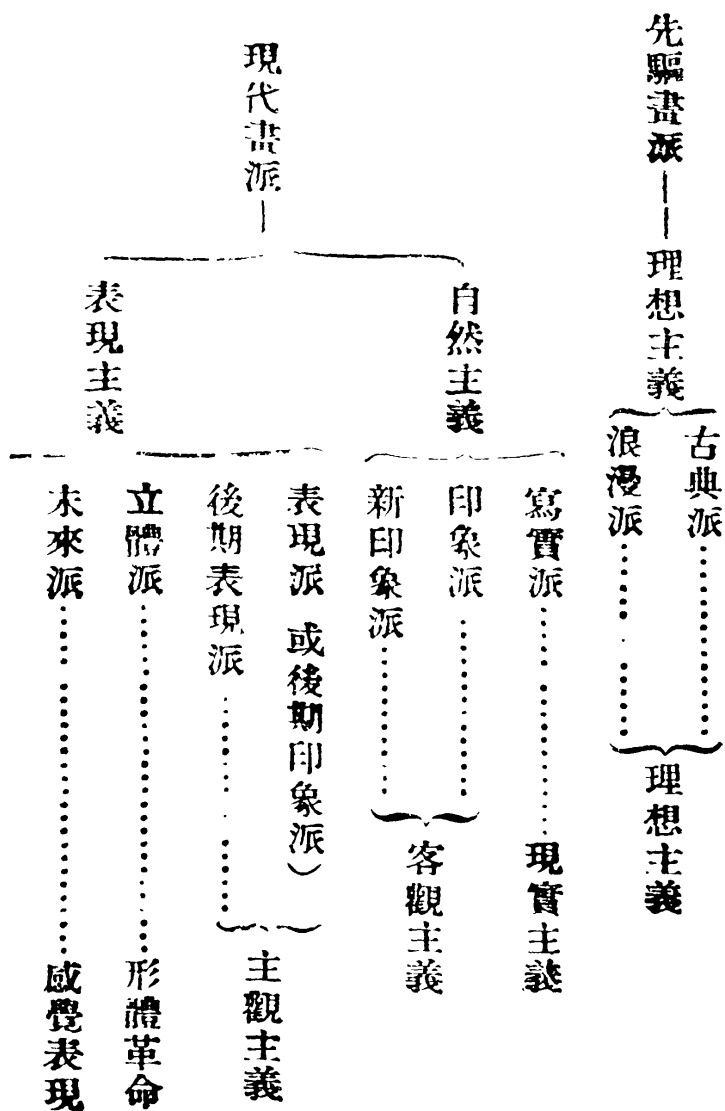 先驅畫派——理想主義
古典派…………
浪漫派…………
理想主義
現代畫派—
自然主義
寫實派…………現實主義
印象派…………
新印象派…………
客觀主義
表現主義
表現派 或後期印象派）
後期表現派…………
主觀主義
立體派…………形體革命
未來派…………感覺表現